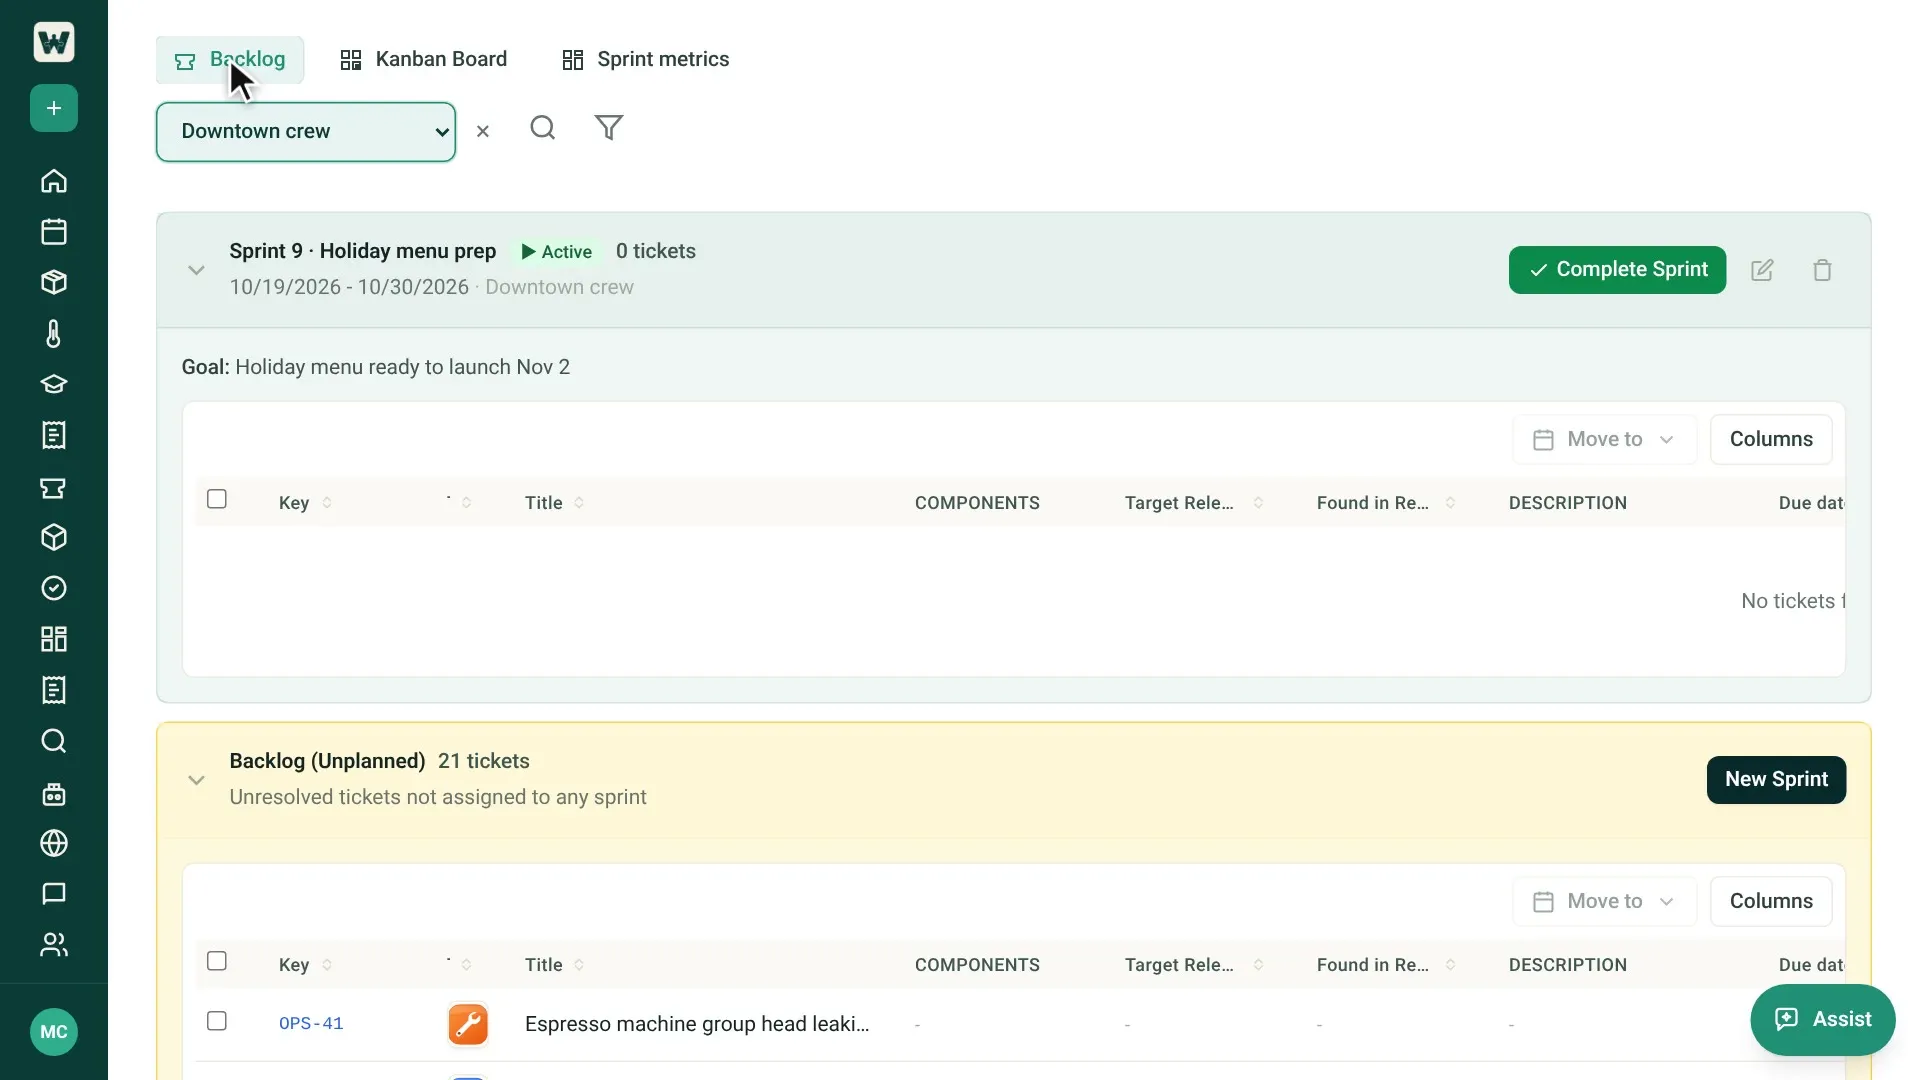 W
Backlog
Kanban Board
Sprint metrics
+
Downtown crew
Sprint 9 · Holiday menu prep
Active
0 tickets
10/19/2026 - 10/30/2026 · Downtown crew
Complete Sprint
Goal: Holiday menu ready to launch Nov 2
Move to
Columns
Key
Title
COMPONENTS
Target Rele...
Found in Re...
DESCRIPTION
Due dat
No tickets f
Backlog (Unplanned)
21 tickets
Unresolved tickets not assigned to any sprint
New Sprint
Move to
Columns
Key
Title
COMPONENTS
Target Rele...
Found in Re...
DESCRIPTION
Due dat
OPS-41
Espresso machine group head leaki...
-
-
-
-
Assist
MC